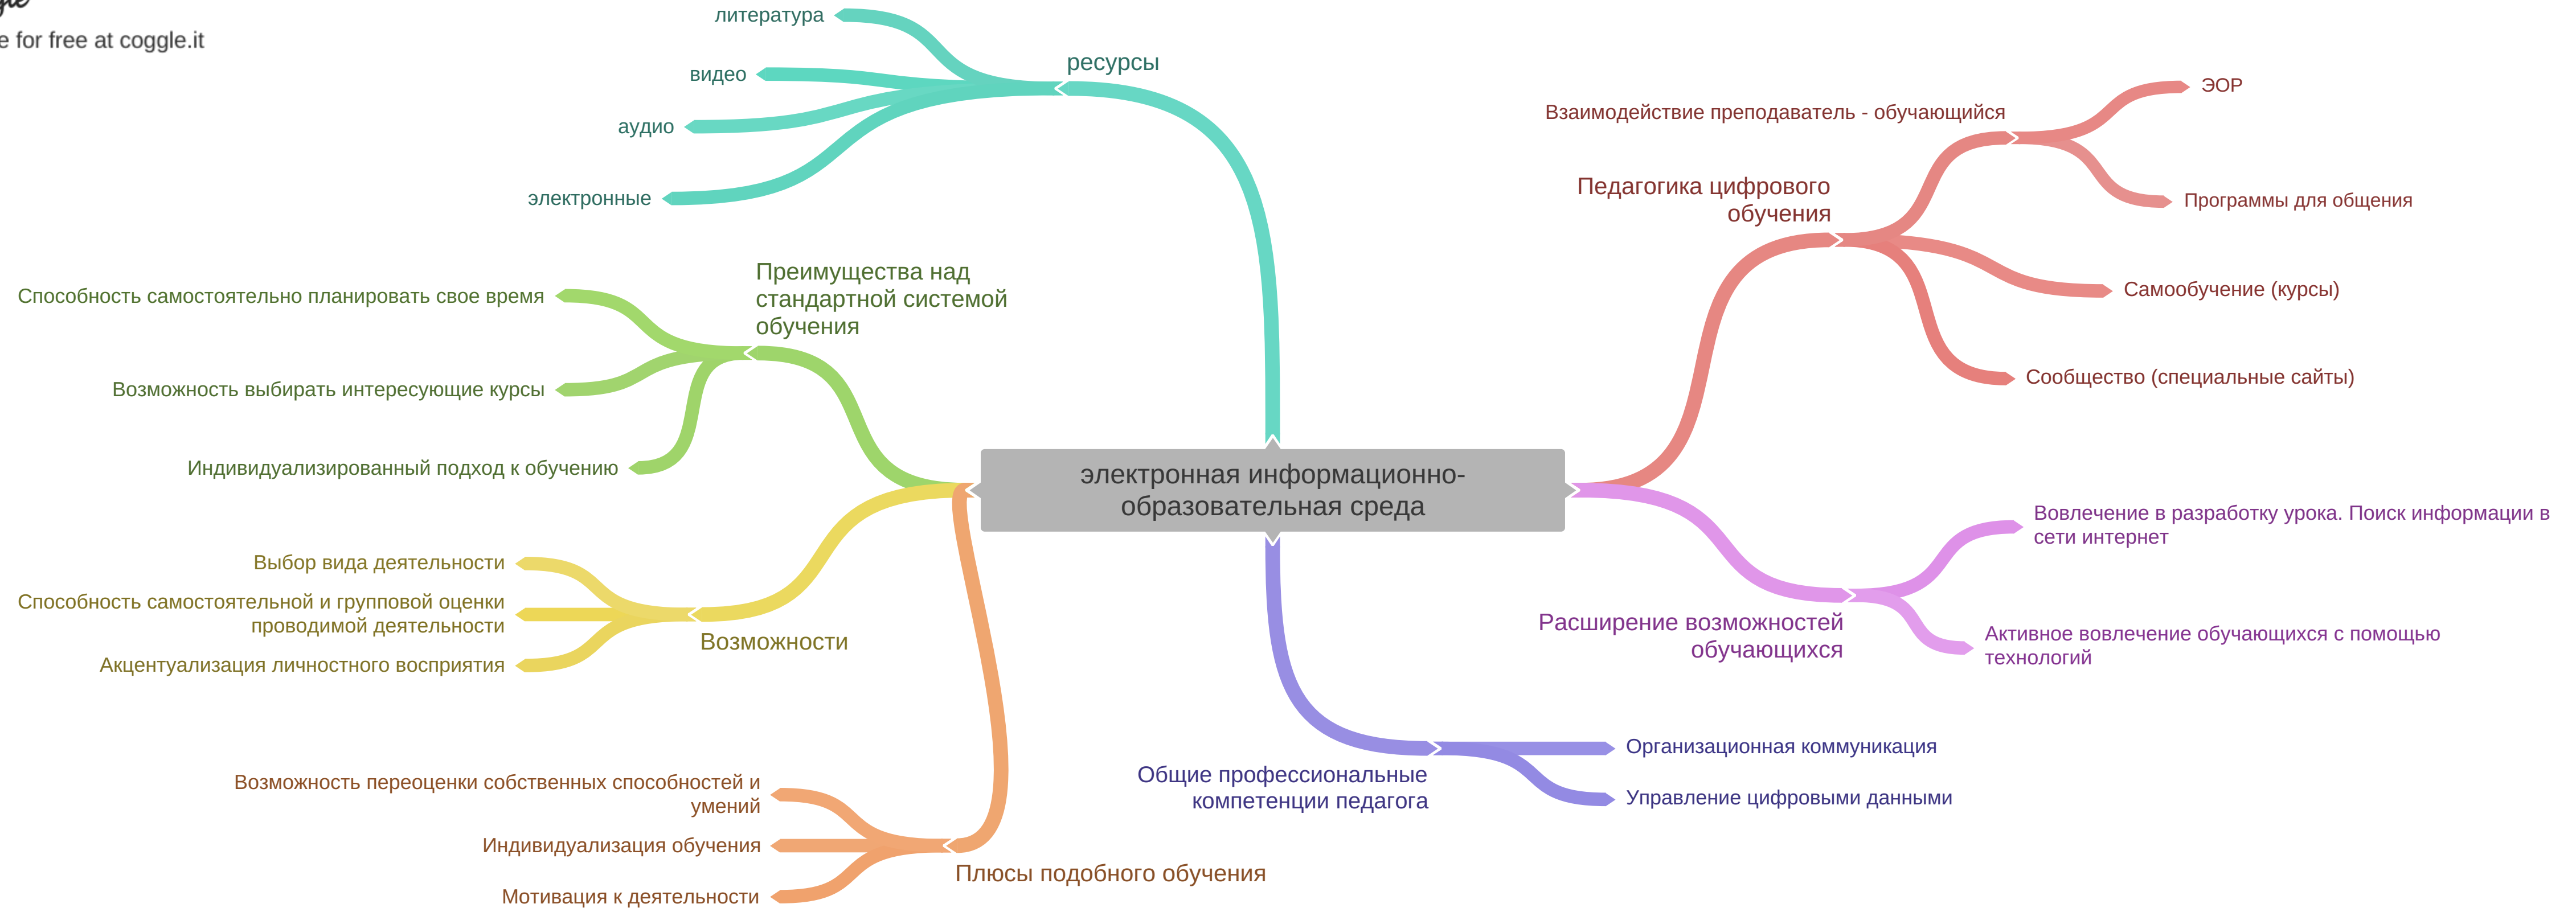 e for free at coggle.it
литература
видео
аудио
электронные
ресурсы
Преимущества над
стандартной системой
обучения
Способность самостоятельно планировать свое время
Возможность выбирать интересующие курсы
Индивидуализированный подход к обучению
Выбор вида деятельности
Способность самостоятельной и групповой оценки
проводимой деятельности
Акцентуализация личностного восприятия
Возможности
Возможность переоценки собственных способностей и
умений
Индивидуализация обучения
Мотивация к деятельности
Плюсы подобного обучения
электронная информационно-
образовательная среда
Взаимодействие преподаватель - обучающийся
ЭОР
Программы для общения
Педагогика цифрового
обучения
Самообучение (курсы)
Сообщество (специальные сайты)
Вовлечение в разработку урока. Поиск информации в
сети интернет
Расширение возможностей
обучающихся
Активное вовлечение обучающихся с помощью
технологий
Общие профессиональные
компетенции педагога
Организационная коммуникация
Управление цифровыми данными